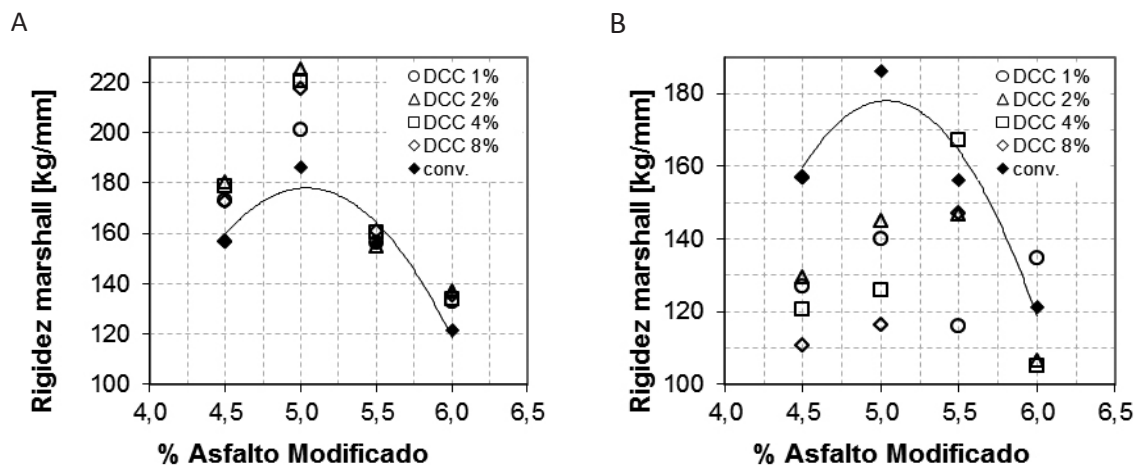 A
Rigidez marshall [kg/mm]
220
200
180
160
140
120
100
4,0 4,5 5,0 5,5 6,0 6,5
% Asfalto Modificado
DCC 1%
DCC 2%
DCC 4%
DCC 8%
conv.
B
Rigidez marshall [kg/mm]
180
160
140
120
100
4,0 4,5 5,0 5,5 6,0 6,5
% Asfalto Modificado
DCC 1%
DCC 2%
DCC 4%
DCC 8%
conv.